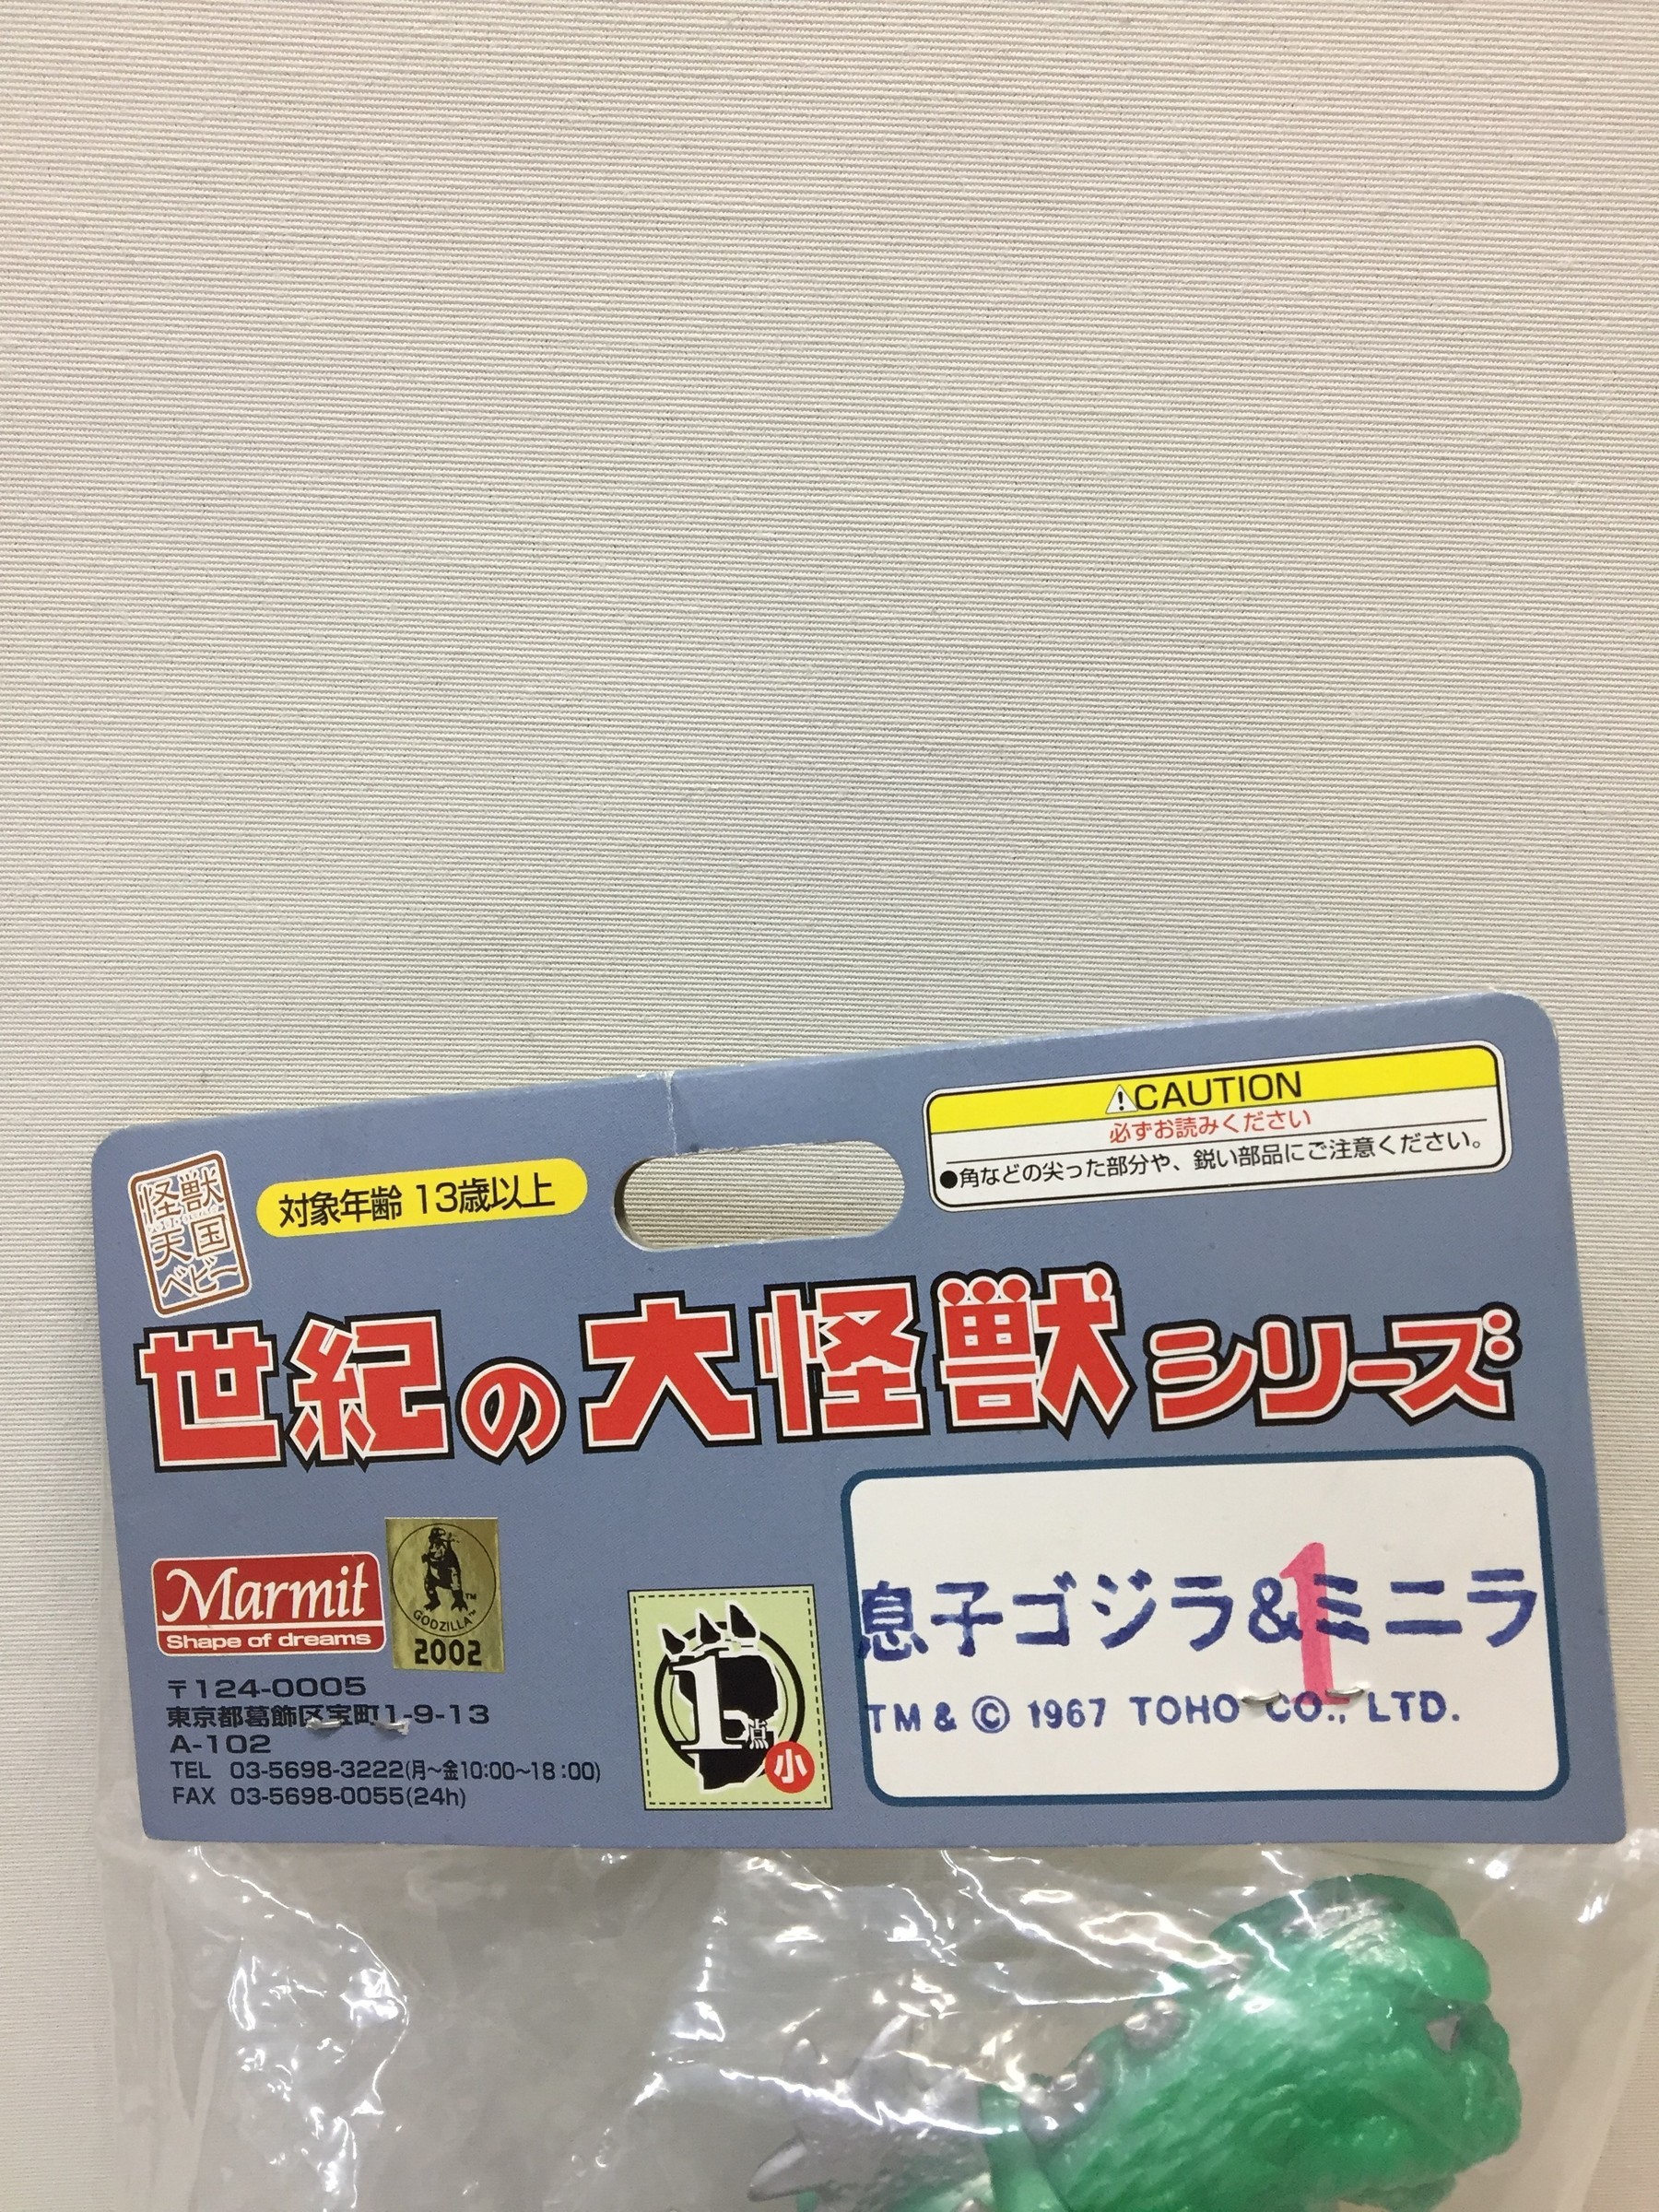 怪獣
天国
ベビー
対象年齢 13歳以上
⚠CAUTION
必ずお読みください
●角などの尖った部分や、鋭い部品にご注意ください。
世紀の大怪獣シリーズ
Marmit
Shape of dreams
GODZILLA™
2002
〒124-0005
東京都葛飾区宝町1-9-13
A-102
TEL 03-5698-3222(月〜金10:00〜18:00)
FAX 03-5698-0055(24h)
1点
小
息子ゴジラ&ミニラ
1
TM & © 1967 TOHO CO., LTD.